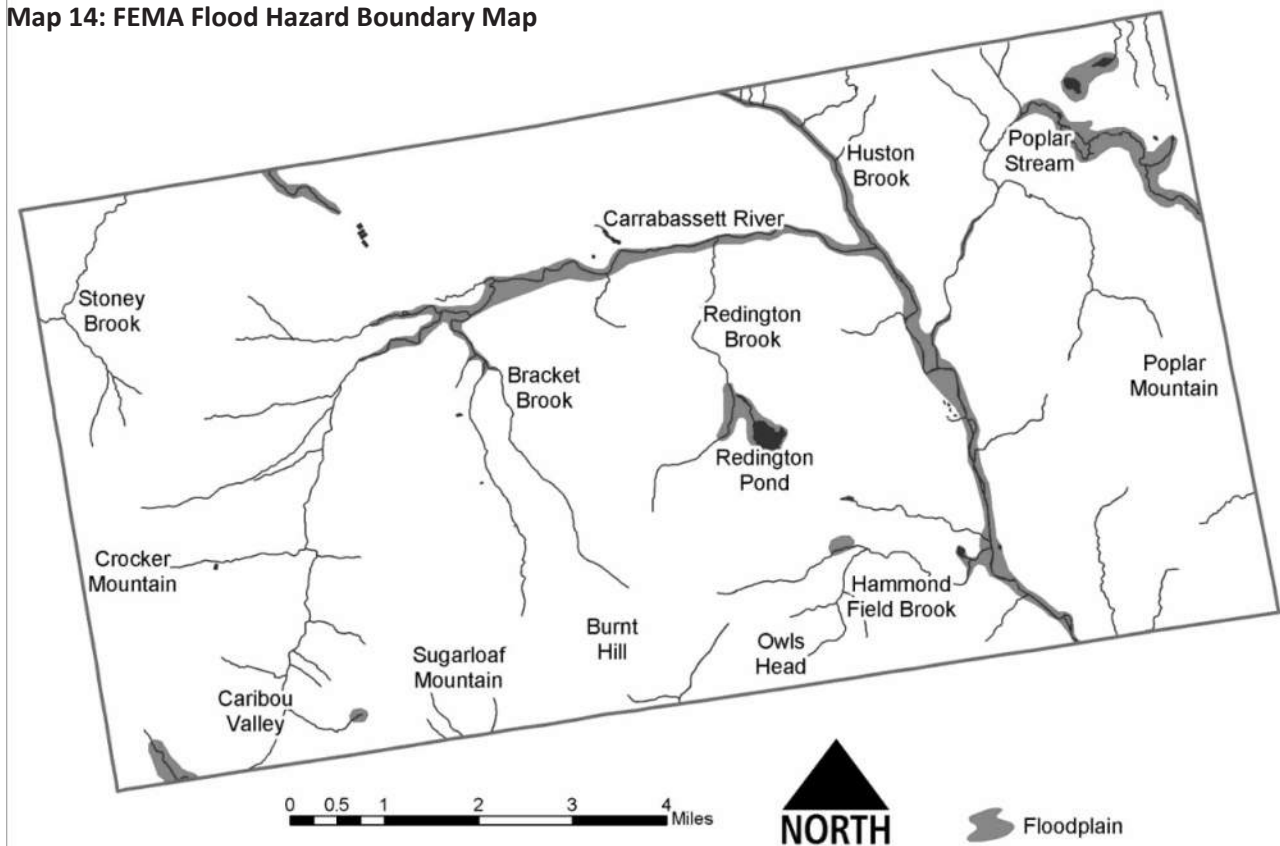 Map 14: FEMA Flood Hazard Boundary Map
Poplar
Stream
Huston
Brook
Carrabassett River
Stoney
Brook
Redington
Brook
Bracket
Brook
Poplar
Mountain
Redington
Pond
Crocker
Mountain
Hammond
Field Brook
Burnt
Hill
Owls
Head
Sugarloaf
Mountain
Caribou
Valley
0 0.5 1 2 3 4
Miles
NORTH
Floodplain